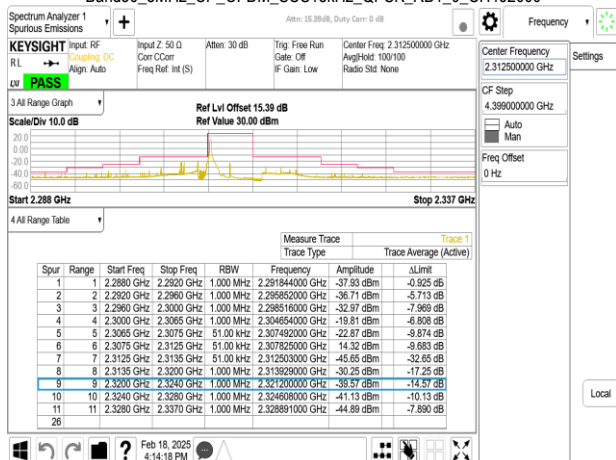 Band30_5MHz_CP_OFDM_SCS15kHz_QPSK_RBT_0_CH462500
Spectrum Analyzer 1
Spurious Emissions
Attn: 15.39dB, Duty Corr: 0 dB
Frequency
Settings
KEYSIGHT Input: RF Input Z: 50 Ω Atten: 30 dB Trig: Free Run Center Freq: 2.312500000 GHz
RL Coupling: DC Corr CCorr Gate: Off Avg|Hold: 100/100
Align: Auto Freq Ref: Int (S) IF Gain: Low Radio Std: None
LXI PASS
Center Frequency
2.312500000 GHz
CF Step
4.399000000 GHz
Auto
Man
Freq Offset
0 Hz
3 All Range Graph
Ref Lvl Offset 15.39 dB
Scale/Div 10.0 dB Ref Value 30.00 dBm
20.0
0.00
-20.0
-40.0
-60.0
Start 2.288 GHz Stop 2.337 GHz
4 All Range Table
Measure Trace Trace 1
Trace Type Trace Average (Active)
Spur Range Start Freq Stop Freq RBW Frequency Amplitude ΔLimit
1 1 2.2880 GHz 2.2920 GHz 1.000 MHz 2.291844000 GHz -37.93 dBm -0.925 dB
2 2 2.2920 GHz 2.2960 GHz 1.000 MHz 2.295852000 GHz -36.71 dBm -5.713 dB
3 3 2.2960 GHz 2.3000 GHz 1.000 MHz 2.298516000 GHz -32.97 dBm -7.969 dB
4 4 2.3000 GHz 2.3065 GHz 1.000 MHz 2.304654000 GHz -19.81 dBm -6.808 dB
5 5 2.3065 GHz 2.3075 GHz 51.00 kHz 2.307492000 GHz -22.87 dBm -9.874 dB
6 6 2.3075 GHz 2.3125 GHz 51.00 kHz 2.307825000 GHz 14.32 dBm -9.683 dB
7 7 2.3125 GHz 2.3135 GHz 51.00 kHz 2.312503000 GHz -45.65 dBm -32.65 dB
8 8 2.3135 GHz 2.3200 GHz 1.000 MHz 2.313929000 GHz -30.25 dBm -17.25 dB
9 9 2.3200 GHz 2.3240 GHz 1.000 MHz 2.321200000 GHz -39.57 dBm -14.57 dB
10 10 2.3240 GHz 2.3280 GHz 1.000 MHz 2.324608000 GHz -41.13 dBm -10.13 dB
11 11 2.3280 GHz 2.3370 GHz 1.000 MHz 2.328891000 GHz -44.89 dBm -7.890 dB
26
Local
Feb 18, 2025
4:14:18 PM